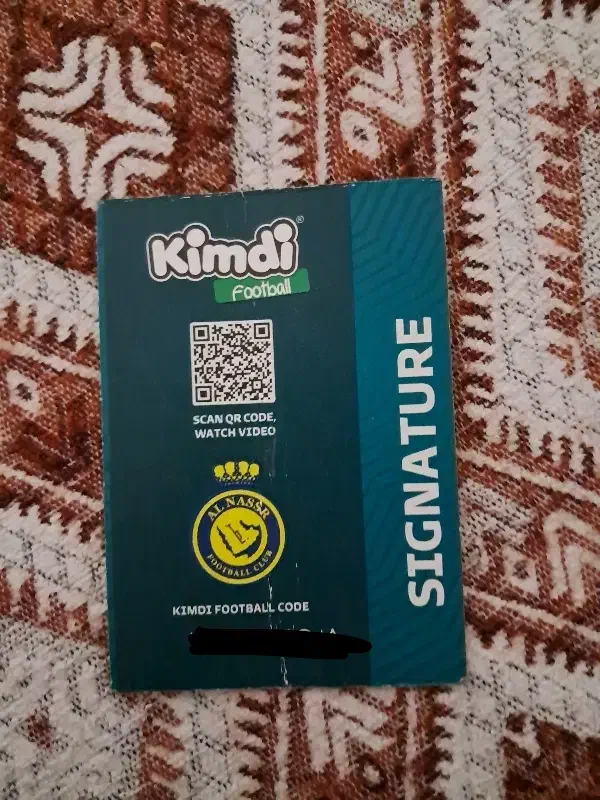 Kimdi®
Football
SCAN QR CODE,
WATCH VIDEO
AL NASSR
FOOTBALL CLUB
KIMDI FOOTBALL CODE
SIGNATURE